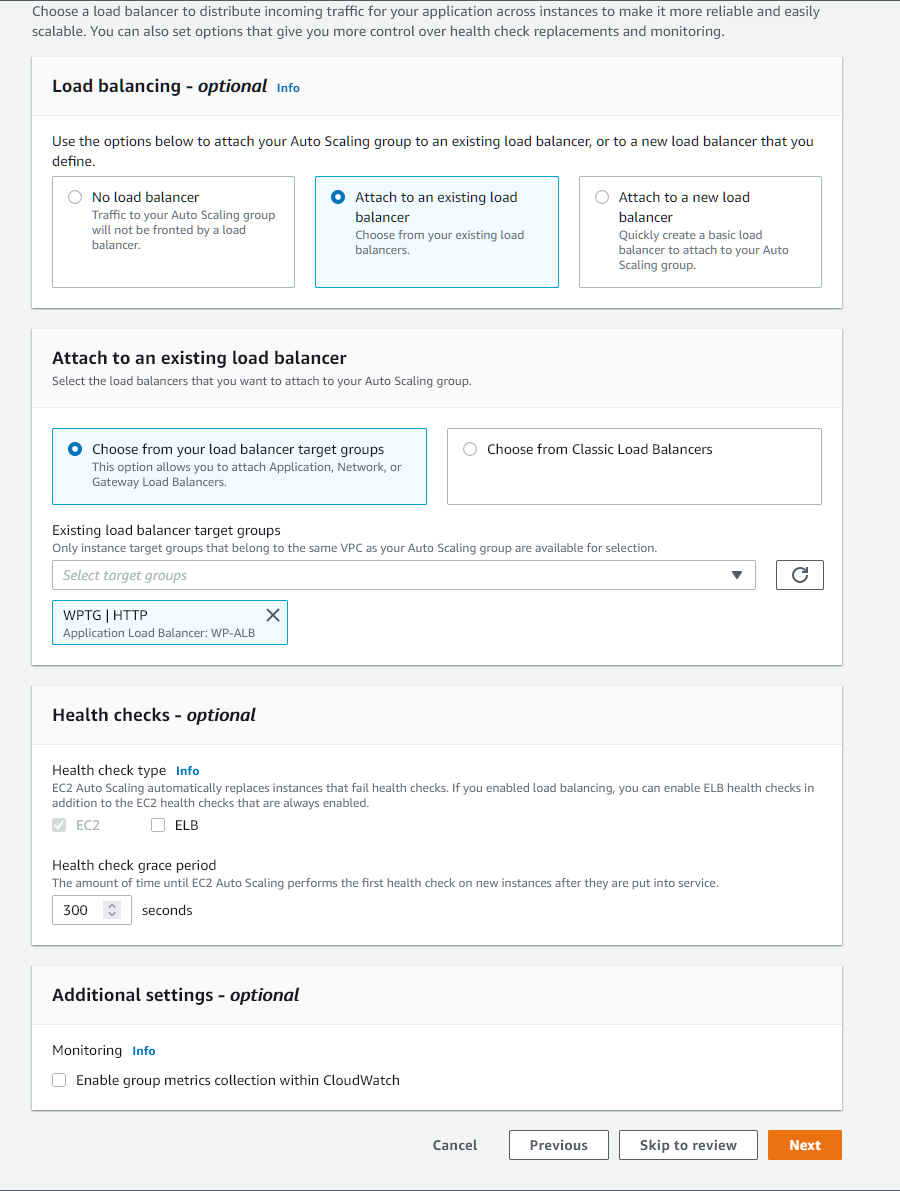 Choose a load balancer to distribute incoming traffic for your application across instances to make it more reliable and easily
scalable. You can also set options that give you more control over health check replacements and monitoring.
Load balancing - optional Info
Use the options below to attach your Auto Scaling group to an existing load balancer, or to a new load balancer that you
define.
No load balancer
Traffic to your Auto Scaling group
will not be fronted by a load
balancer.
Attach to an existing load
balancer
Choose from your existing load
balancers.
Attach to a new load
balancer
Quickly create a basic load
balancer to attach to your Auto
Scaling group.
Attach to an existing load balancer
Select the load balancers that you want to attach to your Auto Scaling group.
Choose from your load balancer target groups
This option allows you to attach Application, Network, or
Gateway Load Balancers.
Choose from Classic Load Balancers
Existing load balancer target groups
Only instance target groups that belong to the same VPC as your Auto Scaling group are available for selection.
Select target groups
WPTG | HTTP
Application Load Balancer: WP-ALB
Health checks - optional
Health check type Info
EC2 Auto Scaling automatically replaces instances that fail health checks. If you enabled load balancing, you can enable ELB health checks in
addition to the EC2 health checks that are always enabled.
EC2 ELB
Health check grace period
The amount of time until EC2 Auto Scaling performs the first health check on new instances after they are put into service.
300 seconds
Additional settings - optional
Monitoring Info
Enable group metrics collection within CloudWatch
Cancel Previous Skip to review Next